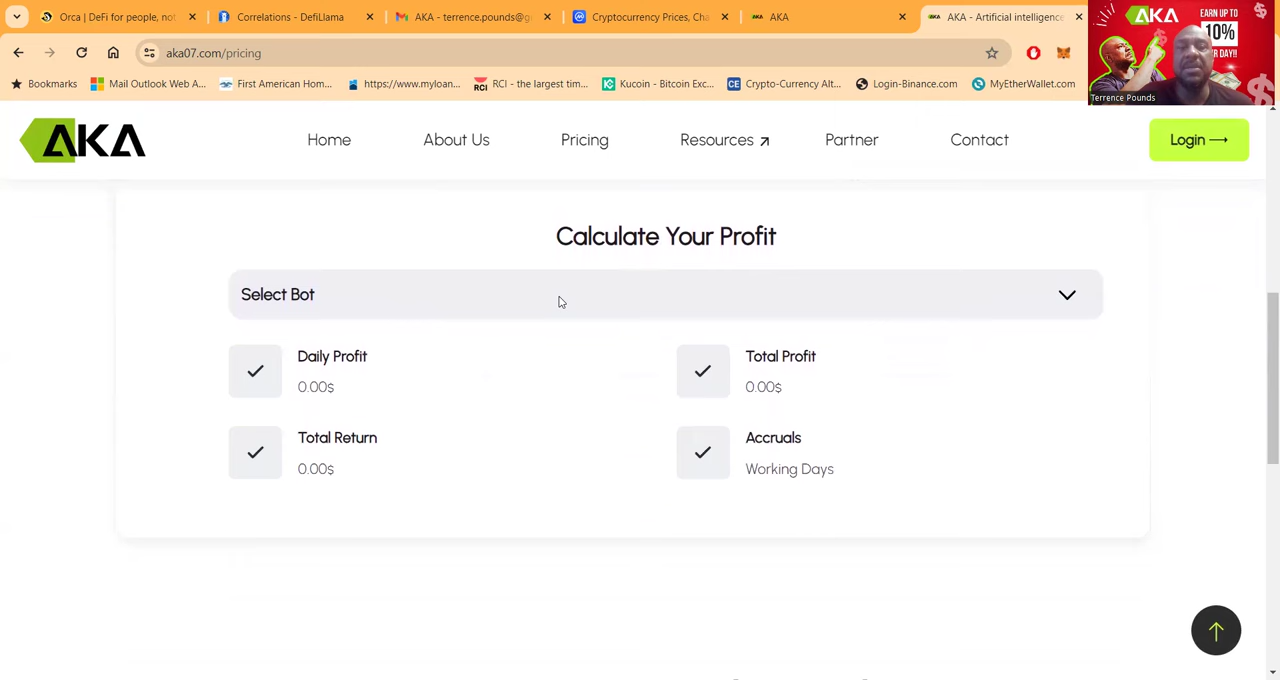 Orca | DeFi for people, not
Correlations - DefiLlama
AKA - terrence.pounds@g
Cryptocurrency Prices, Cha
AKA
AKA - Artificial intelligence
aka07.com/pricing
Bookmarks
Mail Outlook Web A...
First American Hom...
https://www.myloan...
RCI - the largest tim...
Kucoin - Bitcoin Exc...
Crypto-Currency Alt...
Login-Binance.com
MyEtherWallet.com
AKA
EARN UP TO
10%
R DAY!!
Terrence Pounds
AKA
Home
About Us
Pricing
Resources
Partner
Contact
Login
Calculate Your Profit
Select Bot
Daily Profit
0.00$
Total Profit
0.00$
Total Return
0.00$
Accruals
Working Days